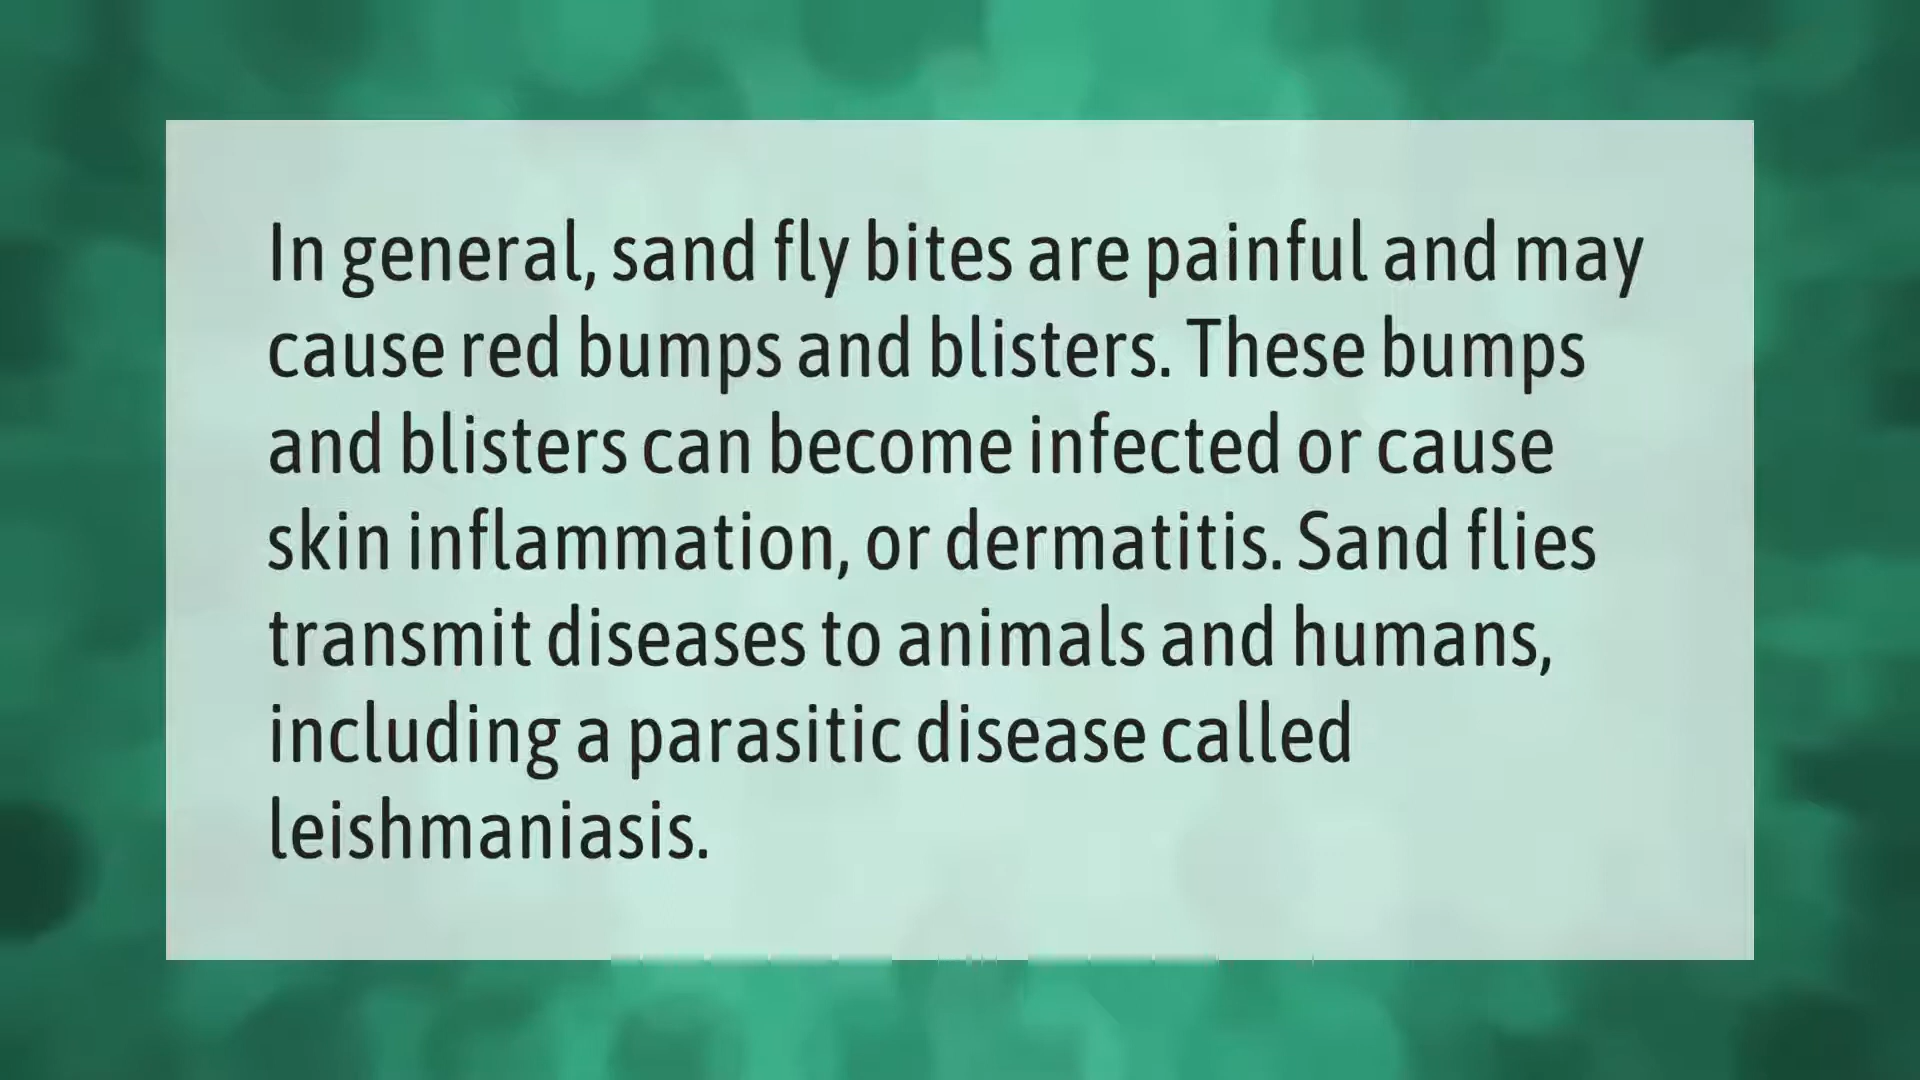 In general, sand fly bites are painful and may
cause red bumps and blisters. These bumps
and blisters can become infected or cause
skin inflammation, or dermatitis. Sand flies
transmit diseases to animals and humans,
including a parasitic disease called
leishmaniasis.